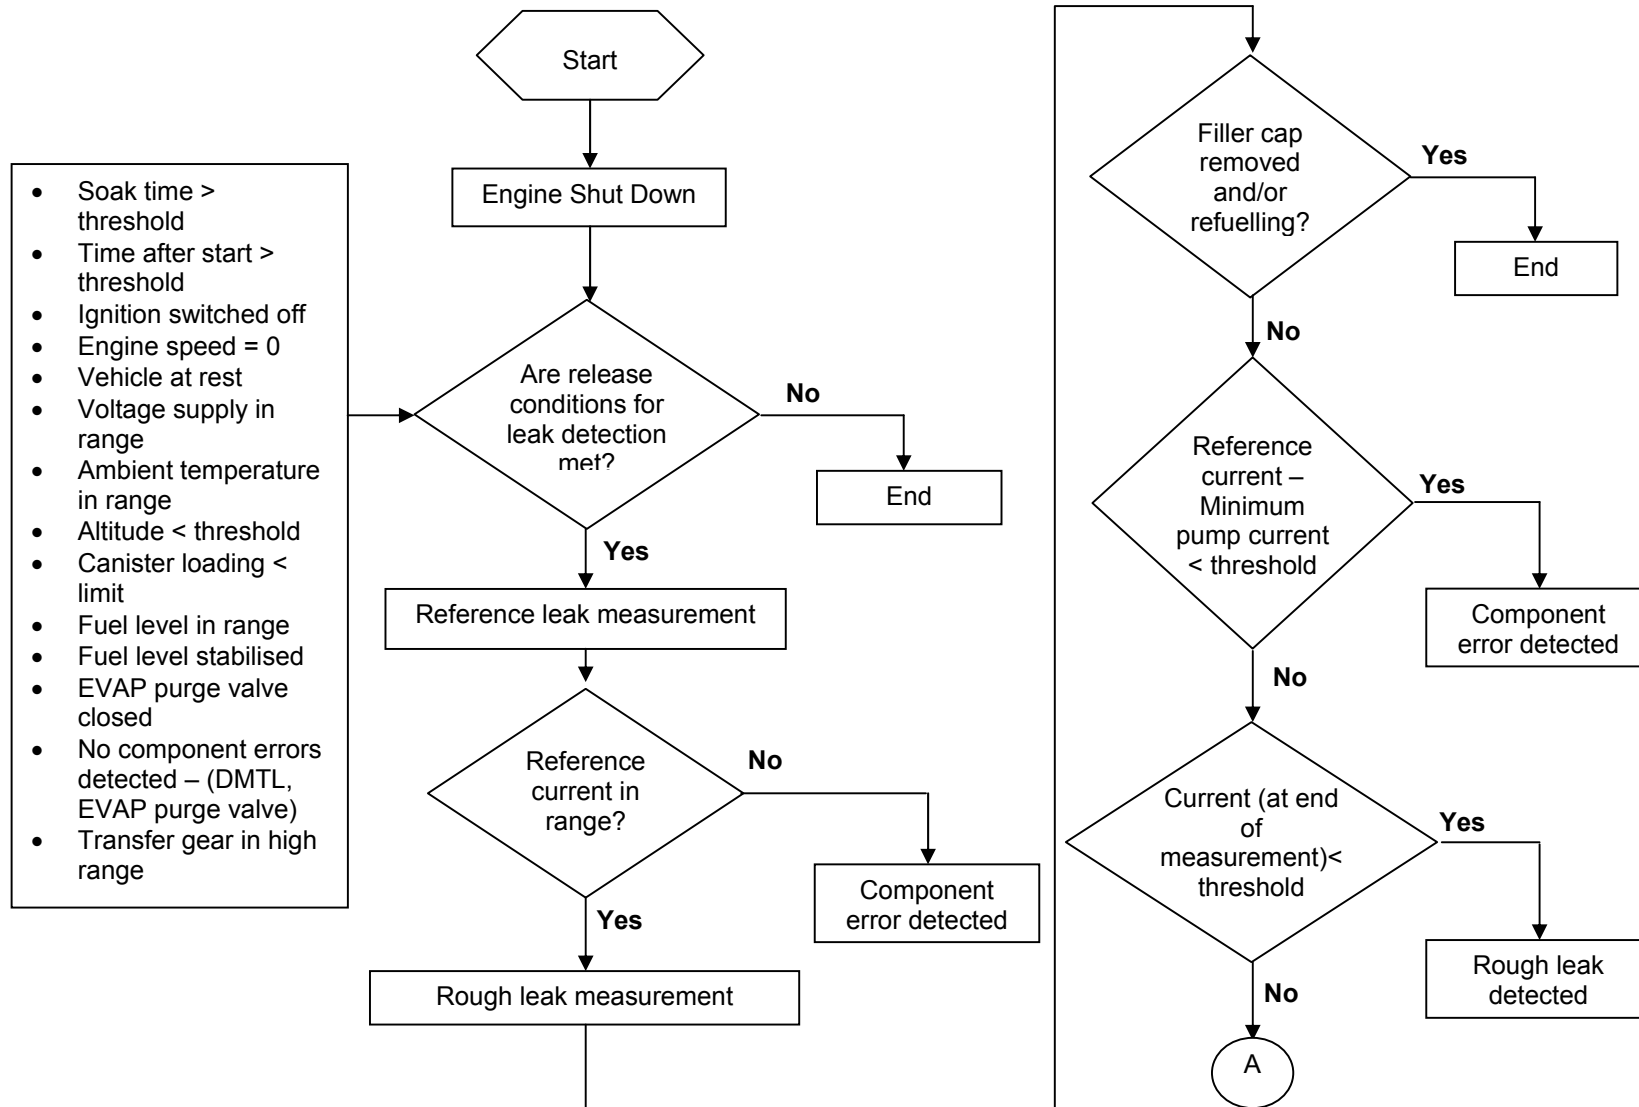 Start
Engine Shut Down
• Soak time >
threshold
• Time after start >
threshold
• Ignition switched off
• Engine speed = 0
• Vehicle at rest
• Voltage supply in
range
• Ambient temperature
in range
• Altitude < threshold
• Canister loading <
limit
• Fuel level in range
• Fuel level stabilised
• EVAP purge valve
closed
• No component errors
detected – (DMTL,
EVAP purge valve)
• Transfer gear in high
range
Are release
conditions for
leak detection
met?
No
End
Yes
Reference leak measurement
Reference
current in
range?
No
Component
error detected
Yes
Rough leak measurement
Filler cap
removed
and/or
refuelling?
Yes
End
No
Reference
current –
Minimum
pump current
< threshold
Yes
Component
error detected
No
Current (at end
of
measurement)<
threshold
Yes
Rough leak
detected
No
A